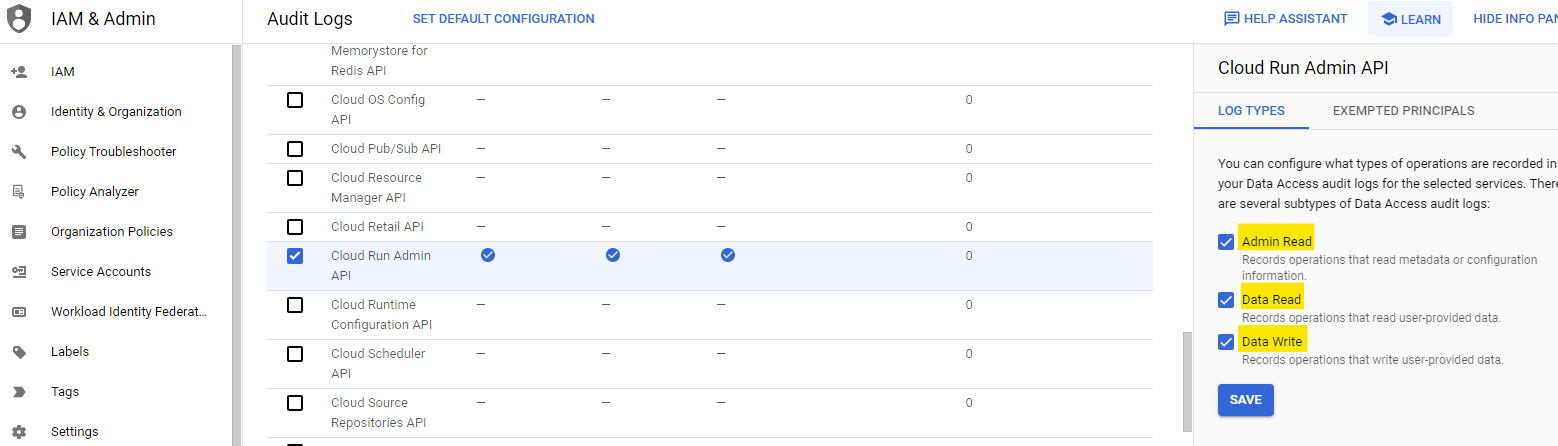 IAM & Admin
Audit Logs
SET DEFAULT CONFIGURATION
HELP ASSISTANT
LEARN
HIDE INFO PAN
IAM
Identity & Organization
Policy Troubleshooter
Policy Analyzer
Organization Policies
Service Accounts
Workload Identity Federat...
Labels
Tags
Settings
Memorystore for
Redis API
Cloud OS Config
API
— — — 0
Cloud Pub/Sub API — — — 0
Cloud Resource
Manager API
— — — 0
Cloud Retail API — — — 0
Cloud Run Admin
API
0
Cloud Runtime
Configuration API
— — — 0
Cloud Scheduler
API
— — — 0
Cloud Source
Repositories API
— — — 0
Cloud Run Admin API
LOG TYPES
EXEMPTED PRINCIPALS
You can configure what types of operations are recorded in
your Data Access audit logs for the selected services. There
are several subtypes of Data Access audit logs:
Admin Read
Records operations that read metadata or configuration
information.
Data Read
Records operations that read user-provided data.
Data Write
Records operations that write user-provided data.
SAVE